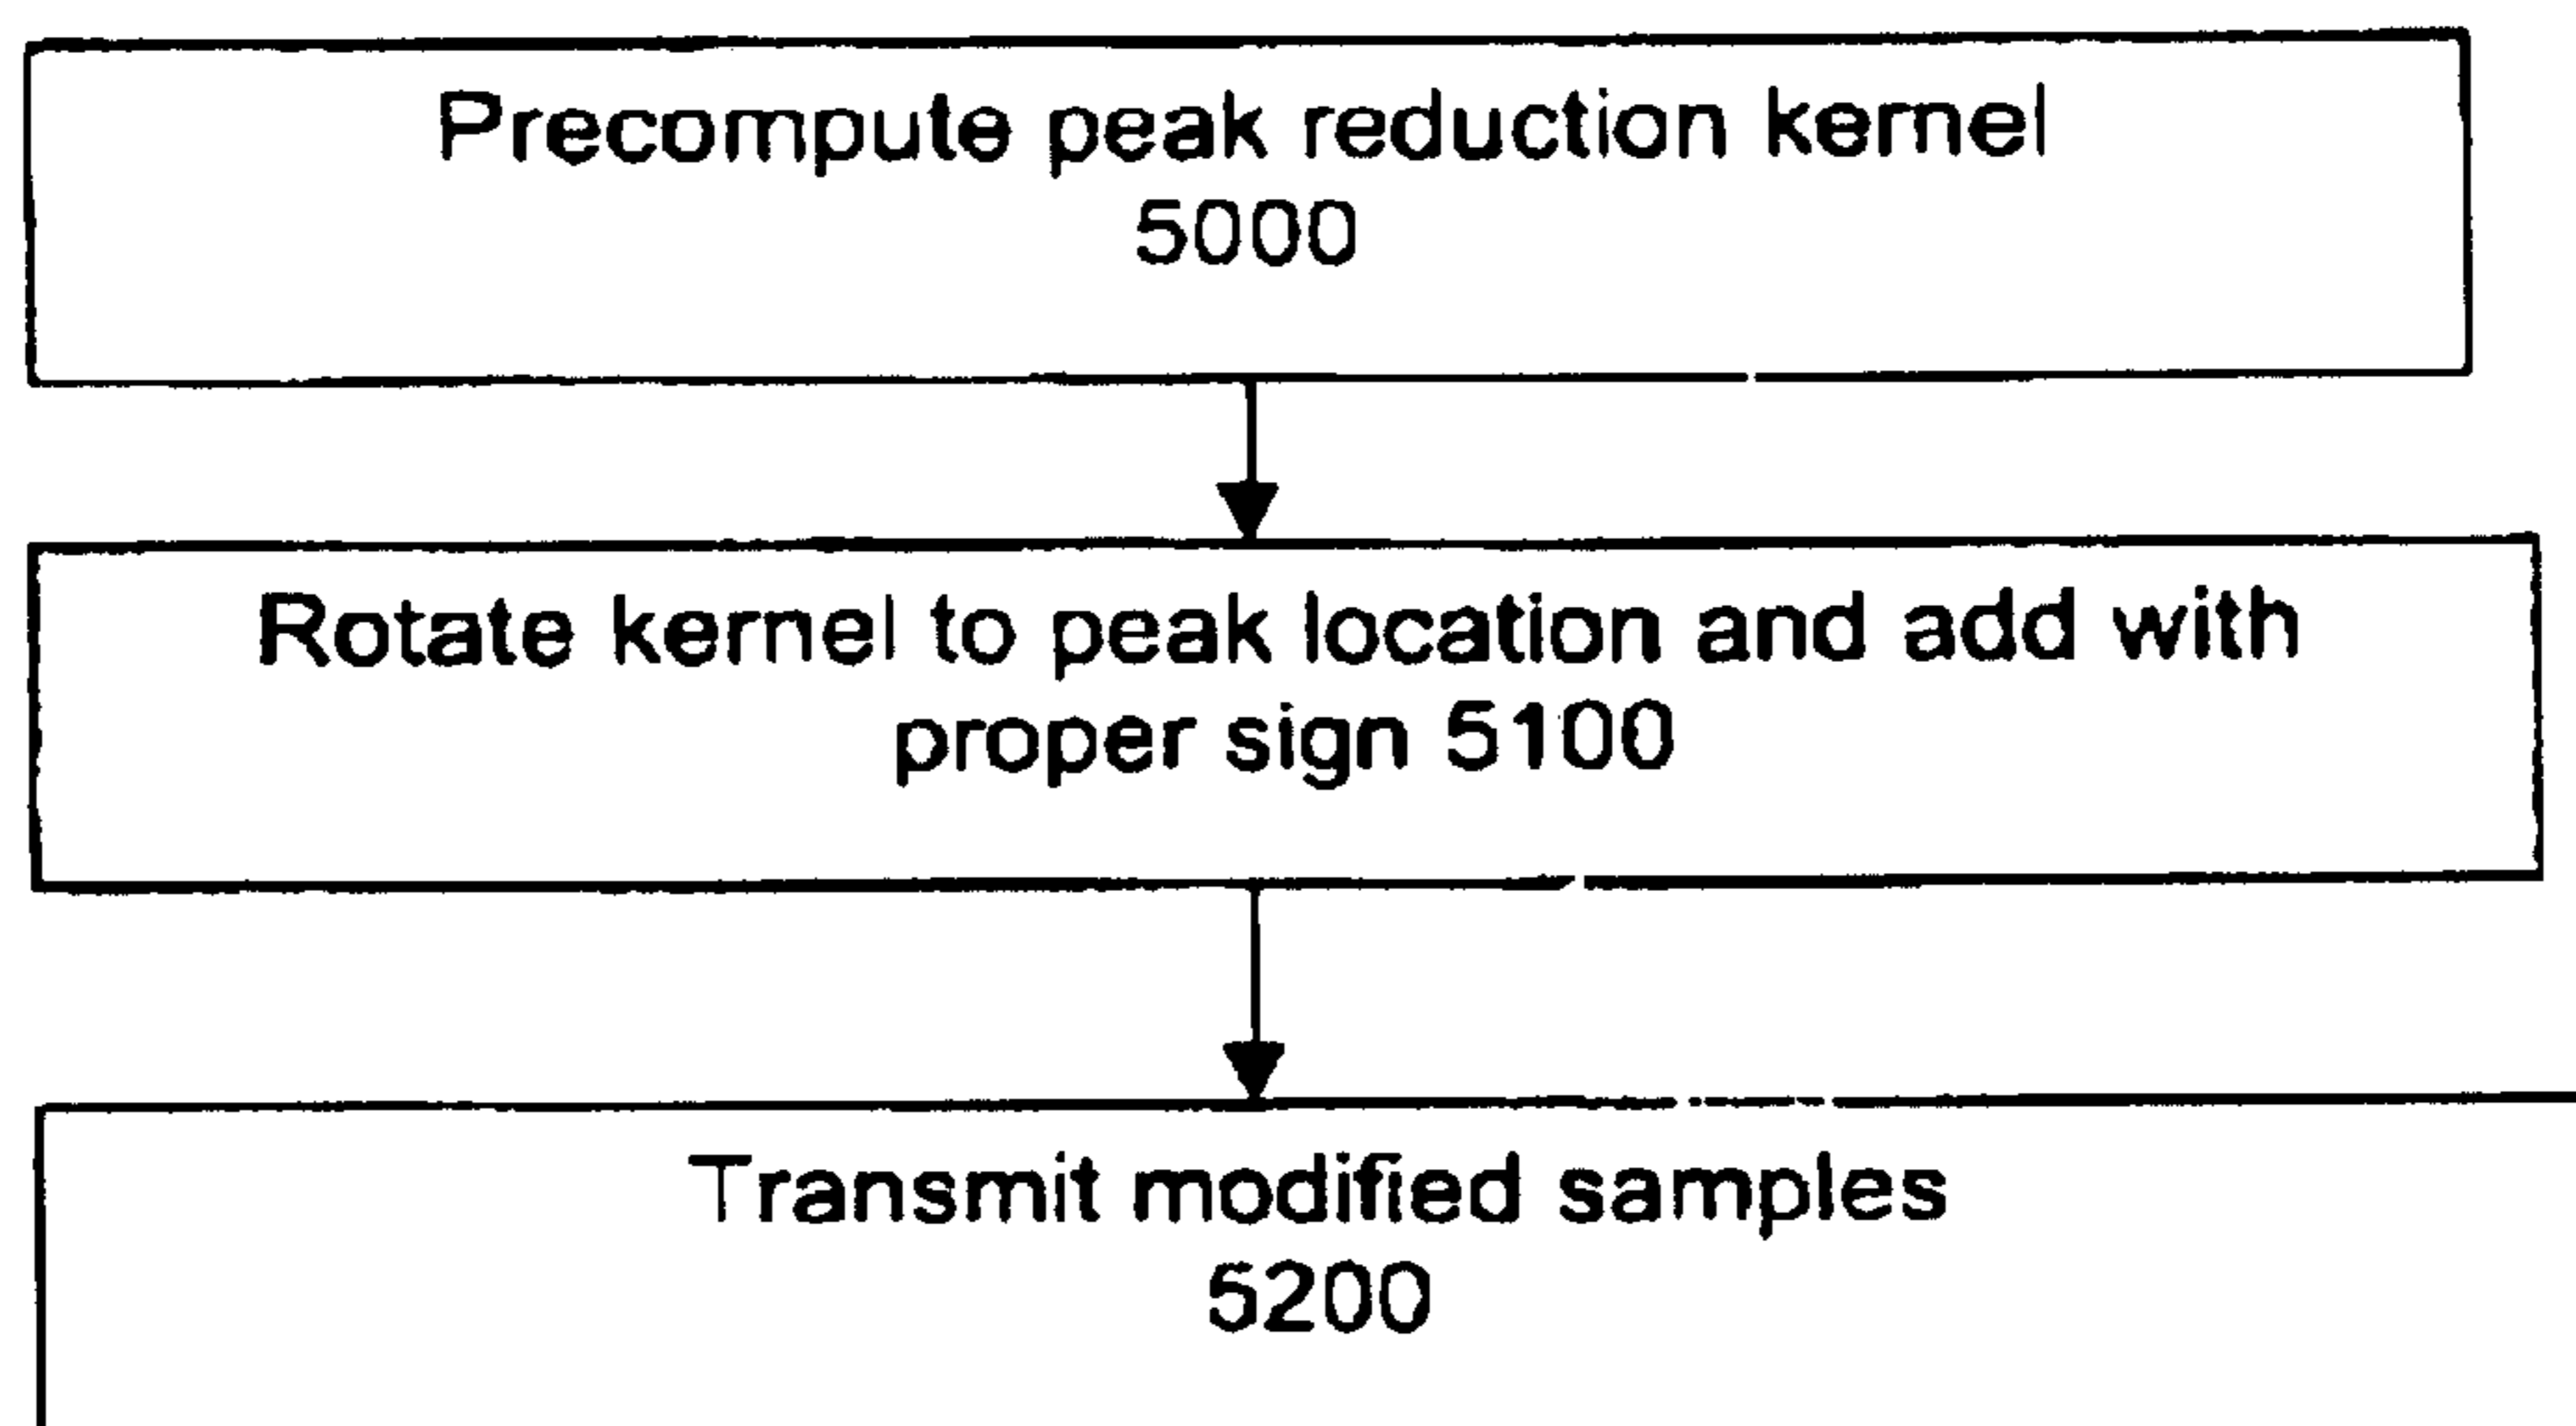 Precompute peak reduction kernel
5000
Rotate kernel to peak location and add with
proper sign 5100
Transmit modified samples
5200